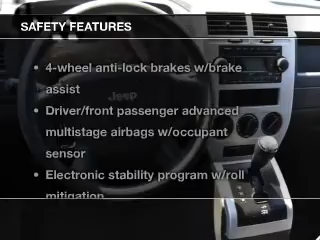 SAFETY FEATURES
• 4-wheel anti-lock brakes w/brake
assist
Jeep
• Driver/front passenger advanced
multistage airbags w/occupant
sensor
• Electronic stability program w/roll
mitigation